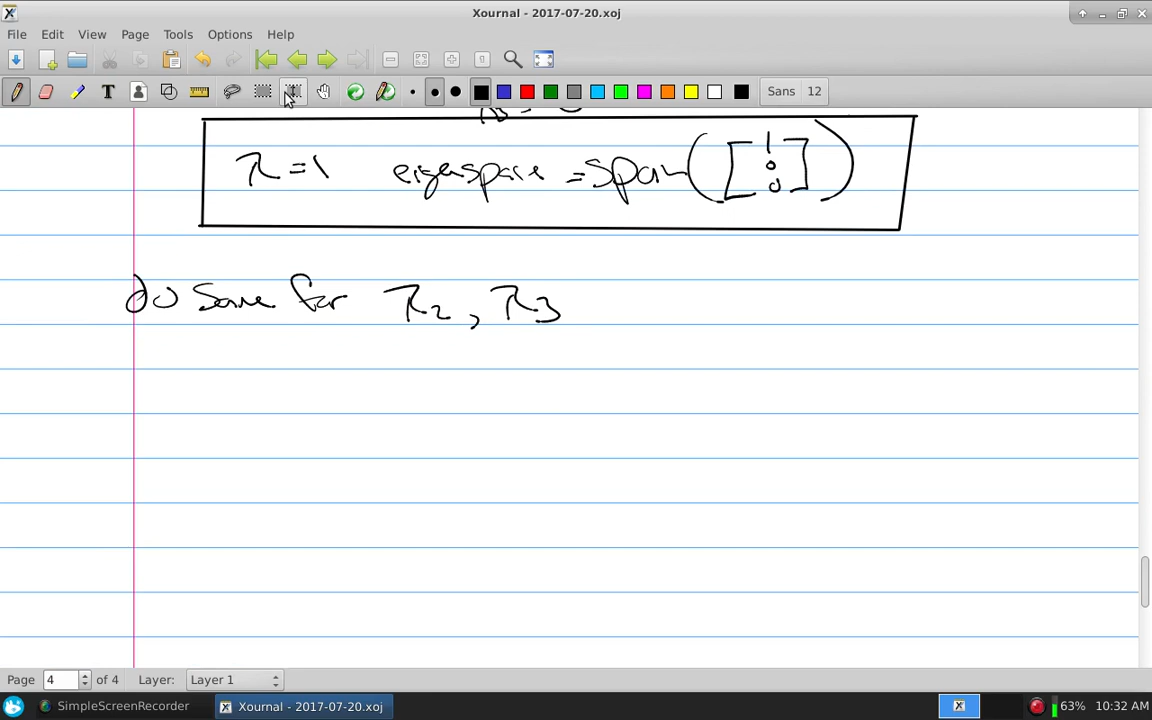 Xournal - 2017-07-20.xoj
File Edit View Page Tools Options Help
Sans 12
λ = 1 eigenspace = span([1 0 0])
do same for λ2, λ3
Page 4 of 4 Layer: Layer 1
SimpleScreenRecorder Xournal - 2017-07-20.xoj 63% 10:32 AM